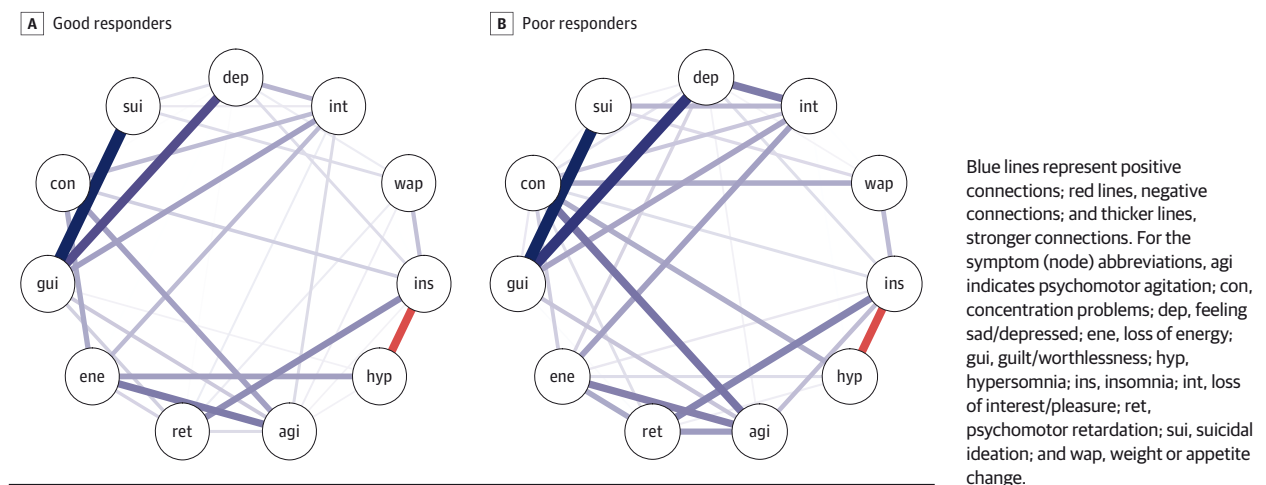 A Good responders
dep
sui
int
con
wap
gui
ins
ene
hyp
ret
agi
B Poor responders
dep
sui
int
con
wap
gui
ins
ene
hyp
ret
agi
Blue lines represent positive
connections; red lines, negative
connections; and thicker lines,
stronger connections. For the
symptom (node) abbreviations, agi
indicates psychomotor agitation; con,
concentration problems; dep, feeling
sad/depressed; ene, loss of energy;
gui, guilt/worthlessness; hyp,
hypersomnia; ins, insomnia; int, loss
of interest/pleasure; ret,
psychomotor retardation; sui, suicidal
ideation; and wap, weight or appetite
change.